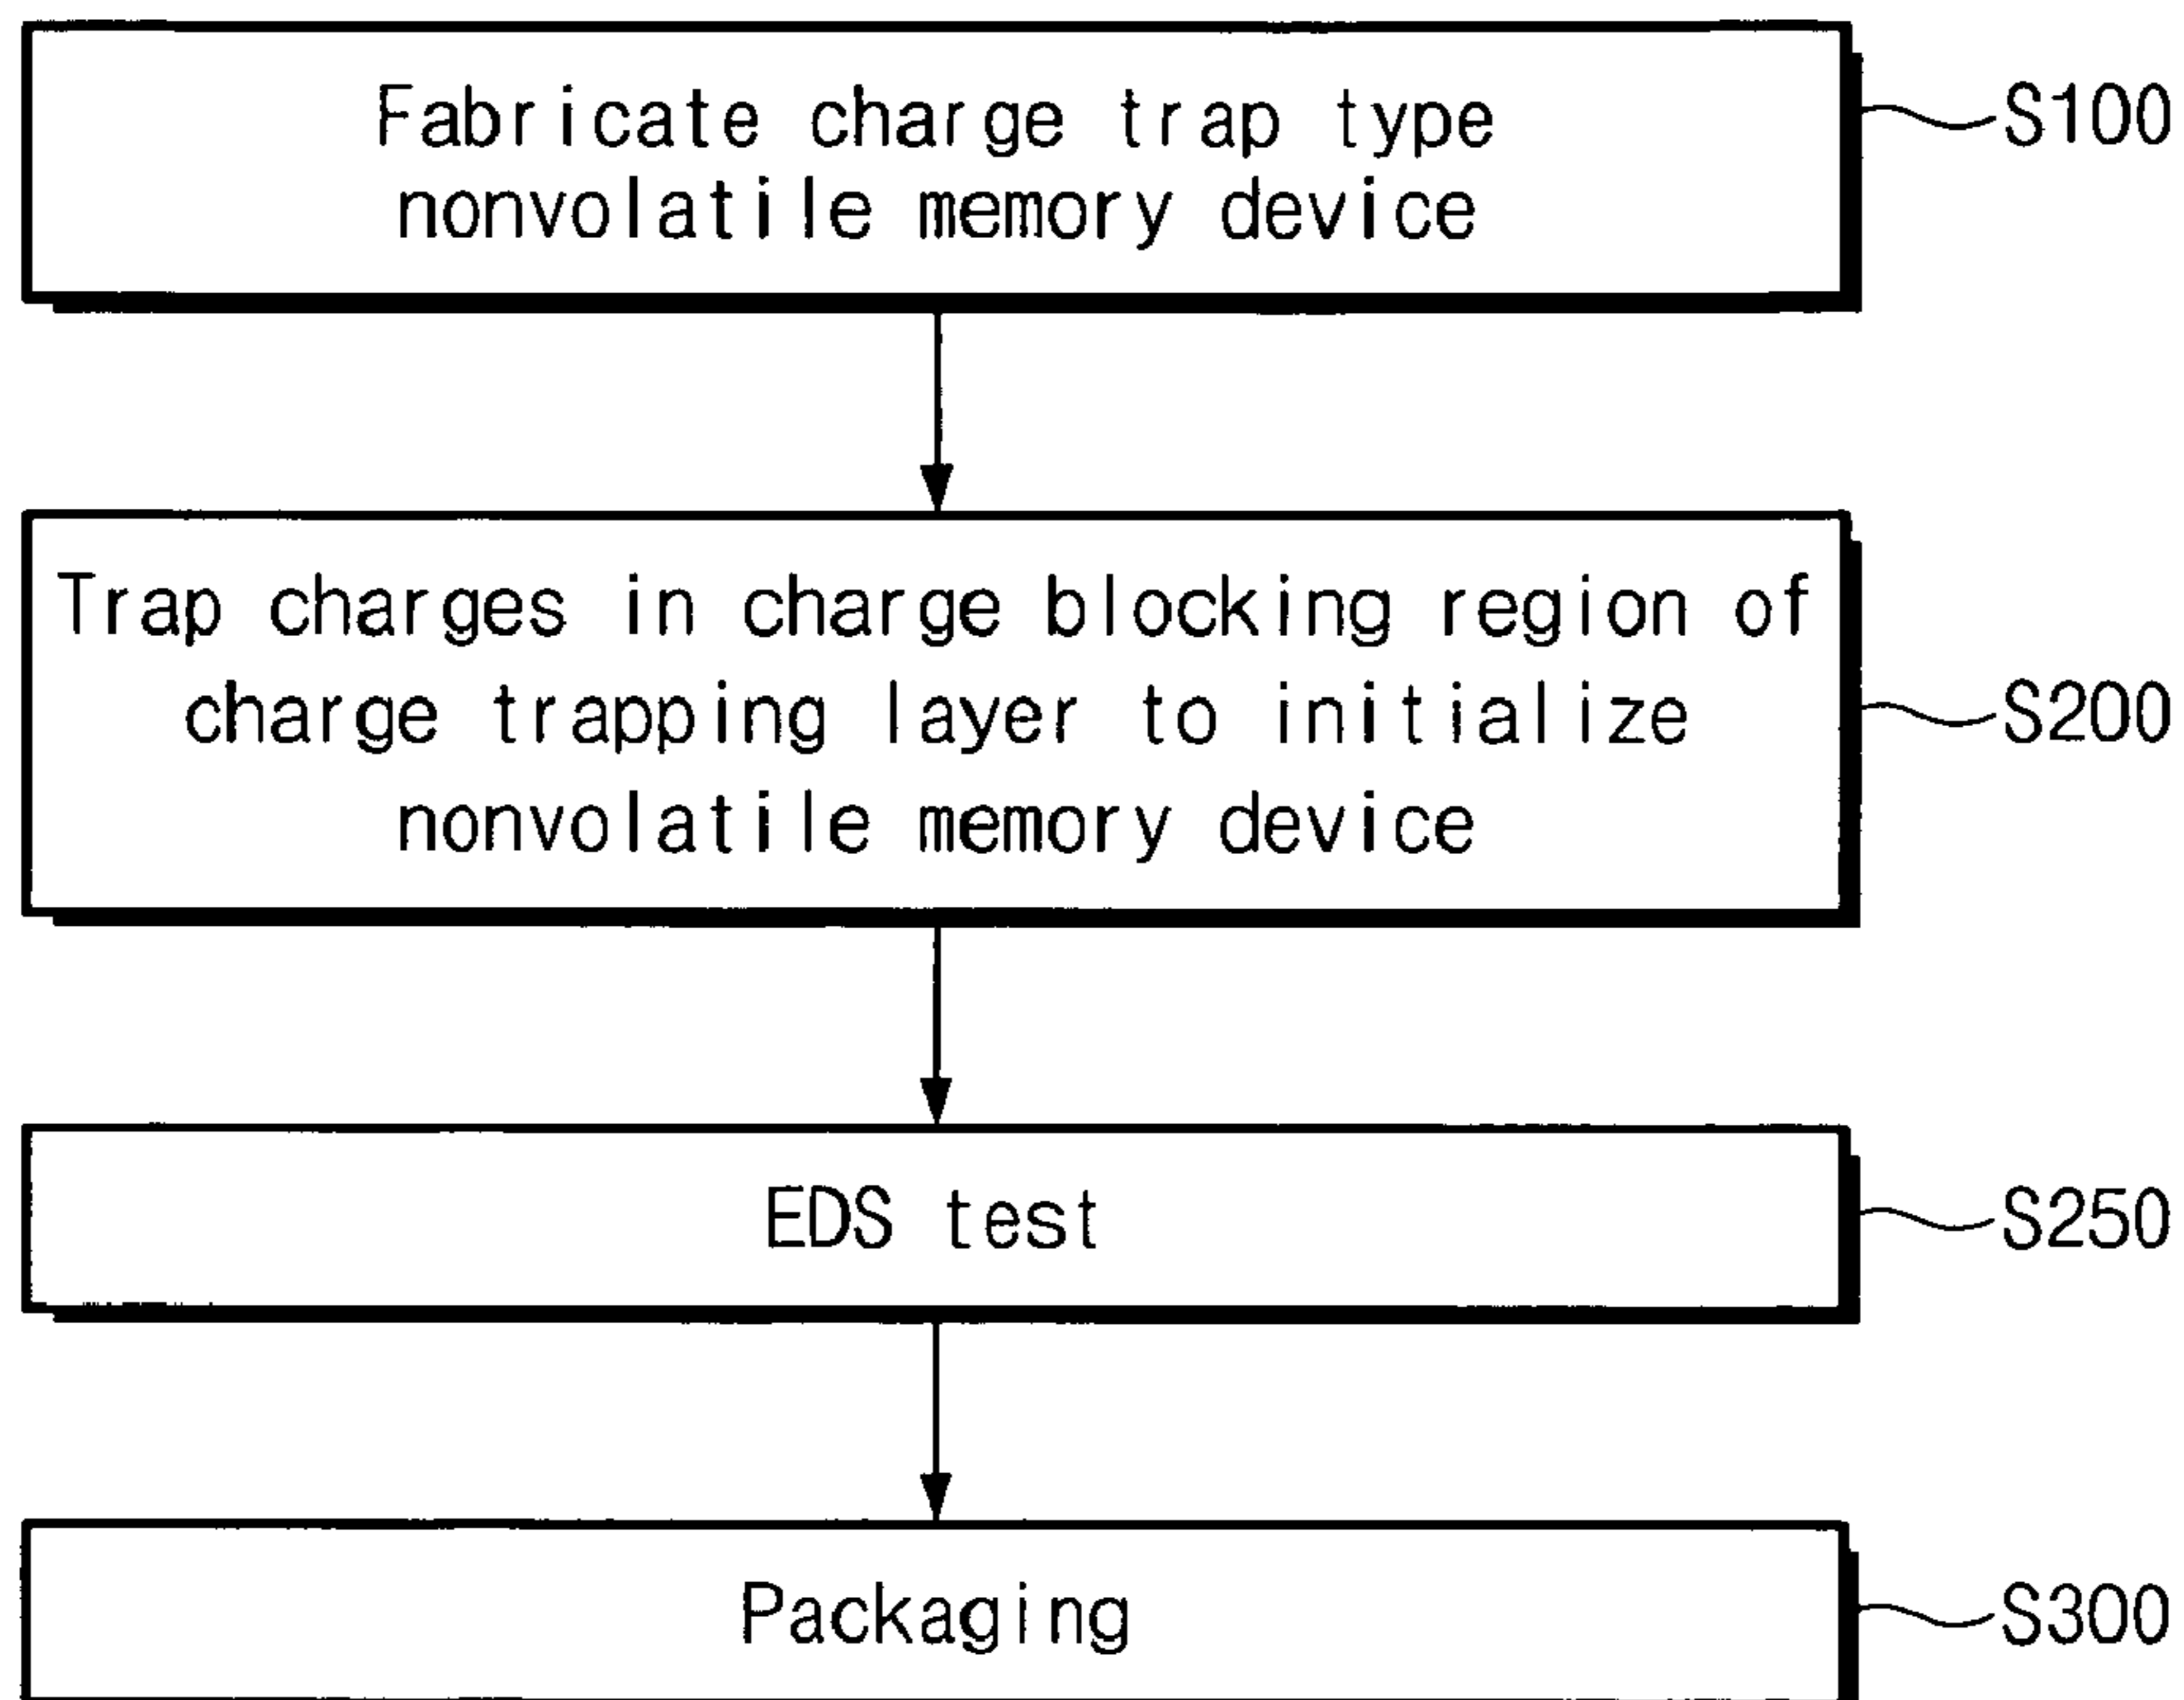 Fabricate charge trap type
nonvolatile memory device
S100
Trap charges in charge blocking region of
charge trapping layer to initialize
nonvolatile memory device
S200
EDS test
S250
Packaging
S300